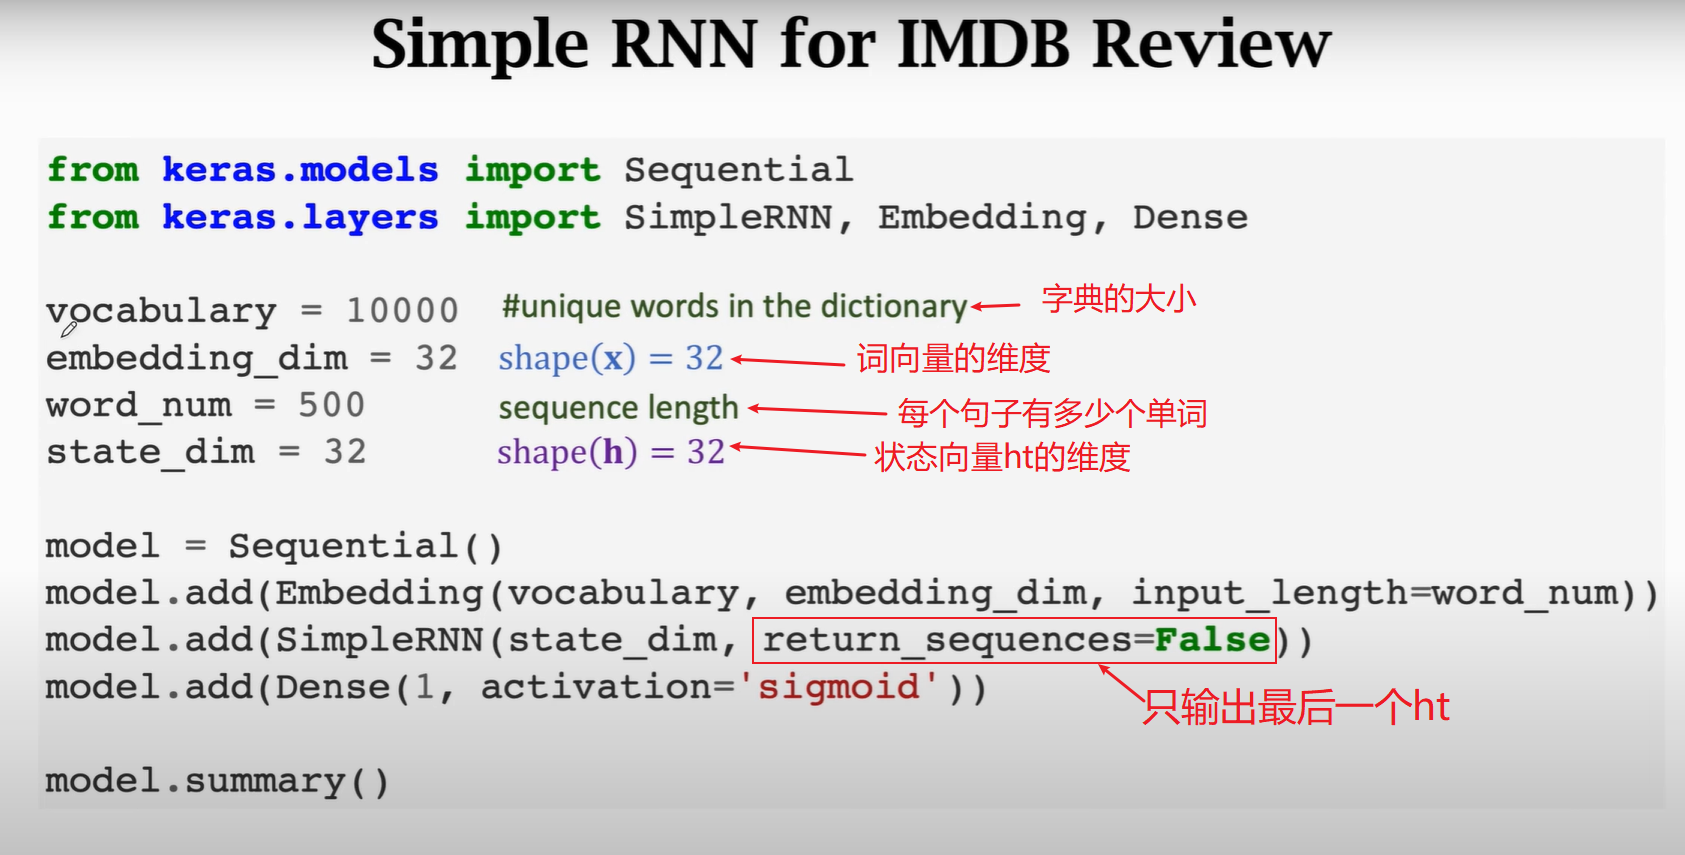 Simple RNN for IMDB Review
from keras.models import Sequential
from keras.layers import SimpleRNN, Embedding, Dense
vocabulary = 10000 #unique words in the dictionary 字典的大小
embedding_dim = 32 shape(x) = 32 词向量的维度
word_num = 500 sequence length 每个句子有多少个单词
state_dim = 32 shape(h) = 32 状态向量ht的维度
model = Sequential()
model.add(Embedding(vocabulary, embedding_dim, input_length=word_num))
model.add(SimpleRNN(state_dim, return_sequences=False))
model.add(Dense(1, activation='sigmoid'))
只输出最后一个ht
model.summary()